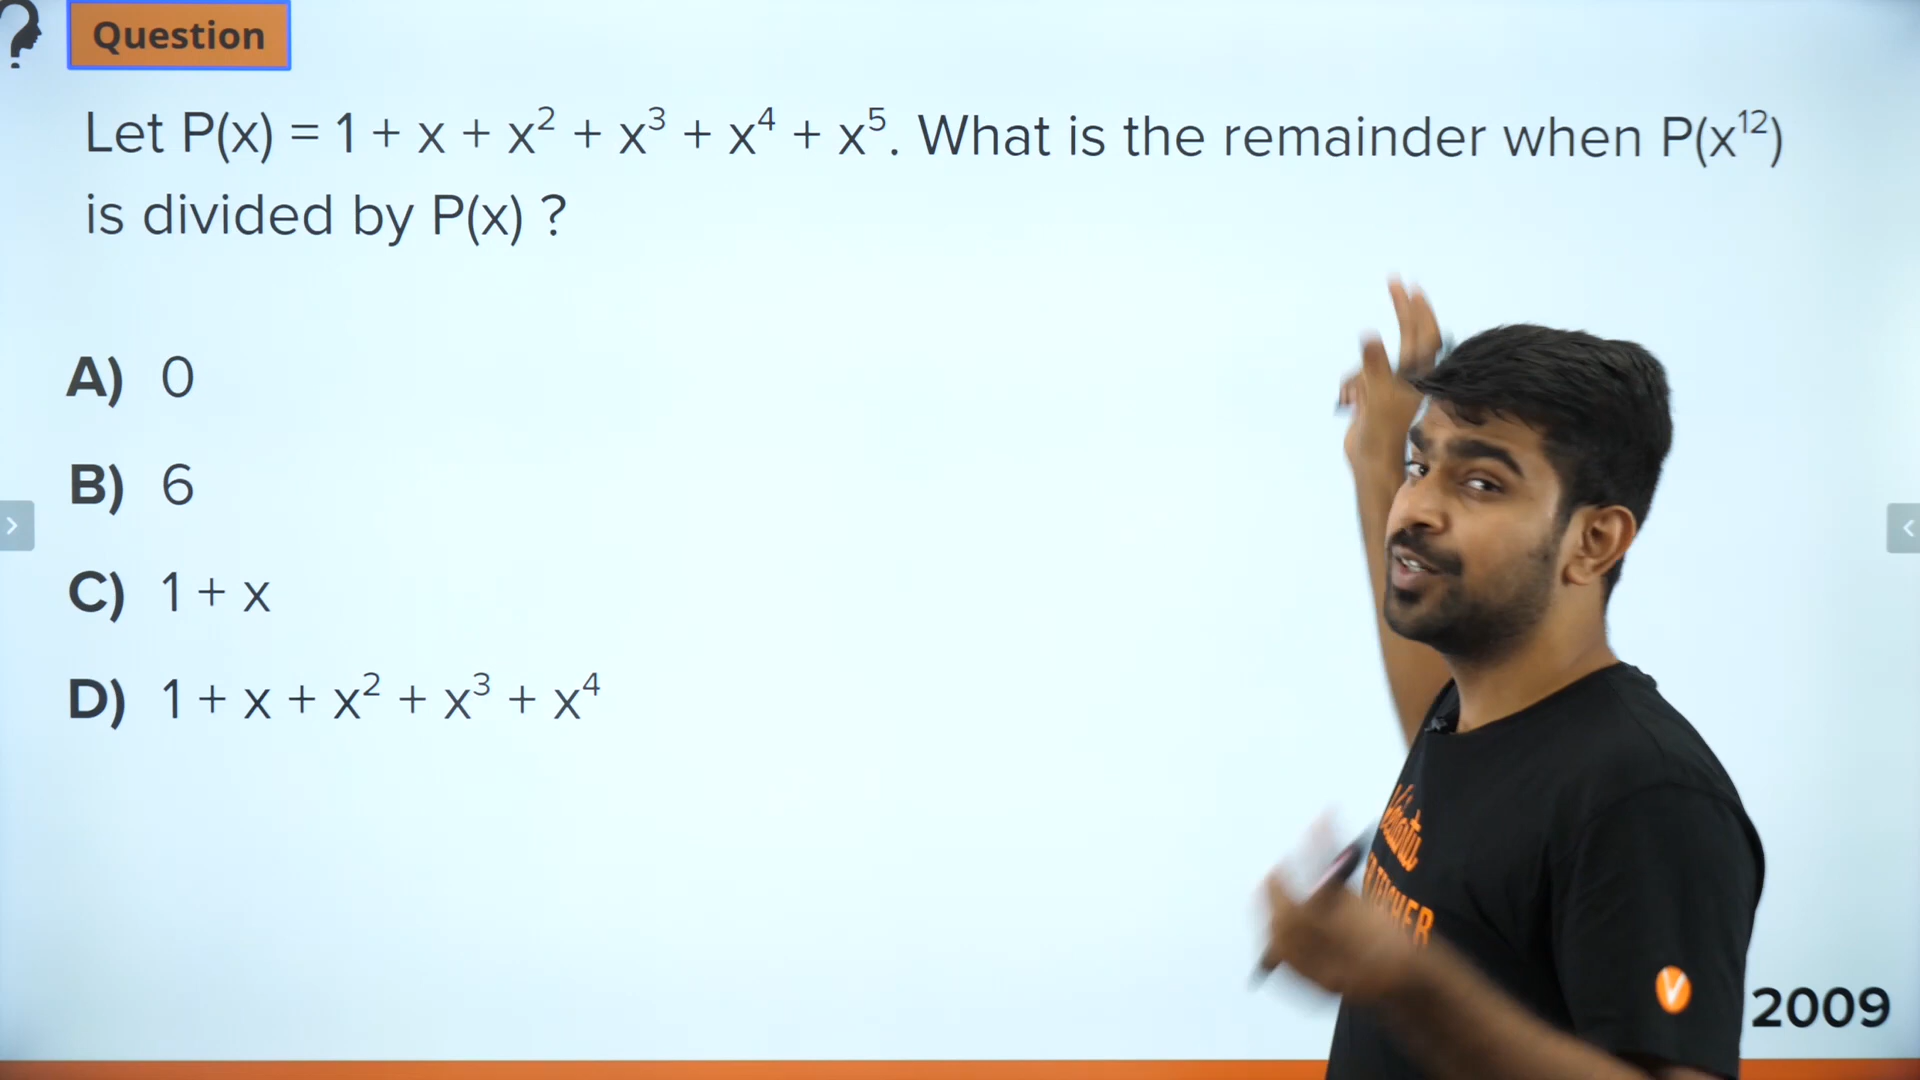 Question
Let P(x) = 1 + x + x² + x³ + x⁴ + x⁵. What is the remainder when P(x¹²)
is divided by P(x) ?
A) 0
B) 6
C) 1 + x
D) 1 + x + x² + x³ + x⁴
2009